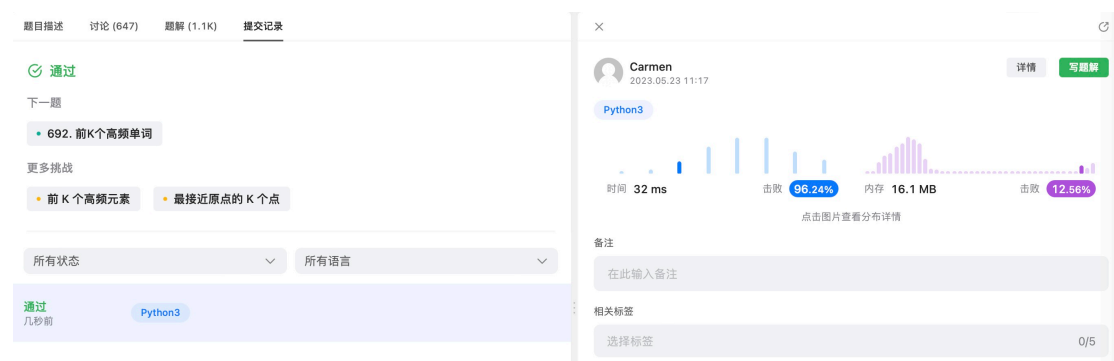 题目描述 讨论 (647) 题解 (1.1K) 提交记录
通过
下一题
692. 前K个高频单词
更多挑战
前 K 个高频元素 最接近原点的 K 个点
所有状态 所有语言
通过
几秒前
Python3
Carmen
2023.05.23 11:17
详情 写题解
Python3
时间 32 ms 击败 96.24% 内存 16.1 MB 击败 12.56%
点击图片查看分布详情
备注
在此输入备注
相关标签
选择标签 0/5